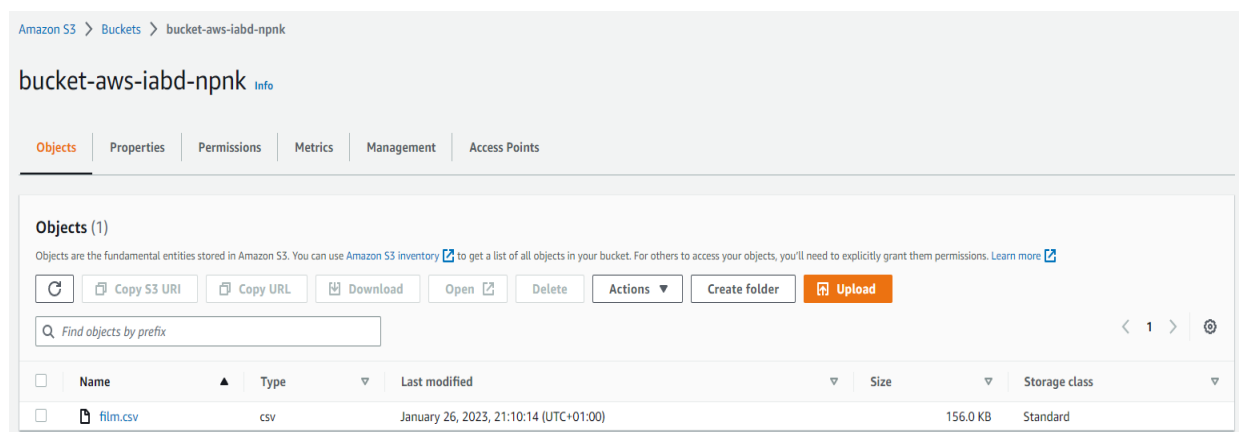 Amazon S3 > Buckets > bucket-aws-iabd-npnk
bucket-aws-iabd-npnk Info
Objects Properties Permissions Metrics Management Access Points
Objects (1)
Objects are the fundamental entities stored in Amazon S3. You can use Amazon S3 inventory to get a list of all objects in your bucket. For others to access your objects, you'll need to explicitly grant them permissions. Learn more
Copy S3 URI Copy URL Download Open Delete Actions Create folder Upload
Find objects by prefix
< 1 >
Name Type Last modified Size Storage class
film.csv csv January 26, 2023, 21:10:14 (UTC+01:00) 156.0 KB Standard